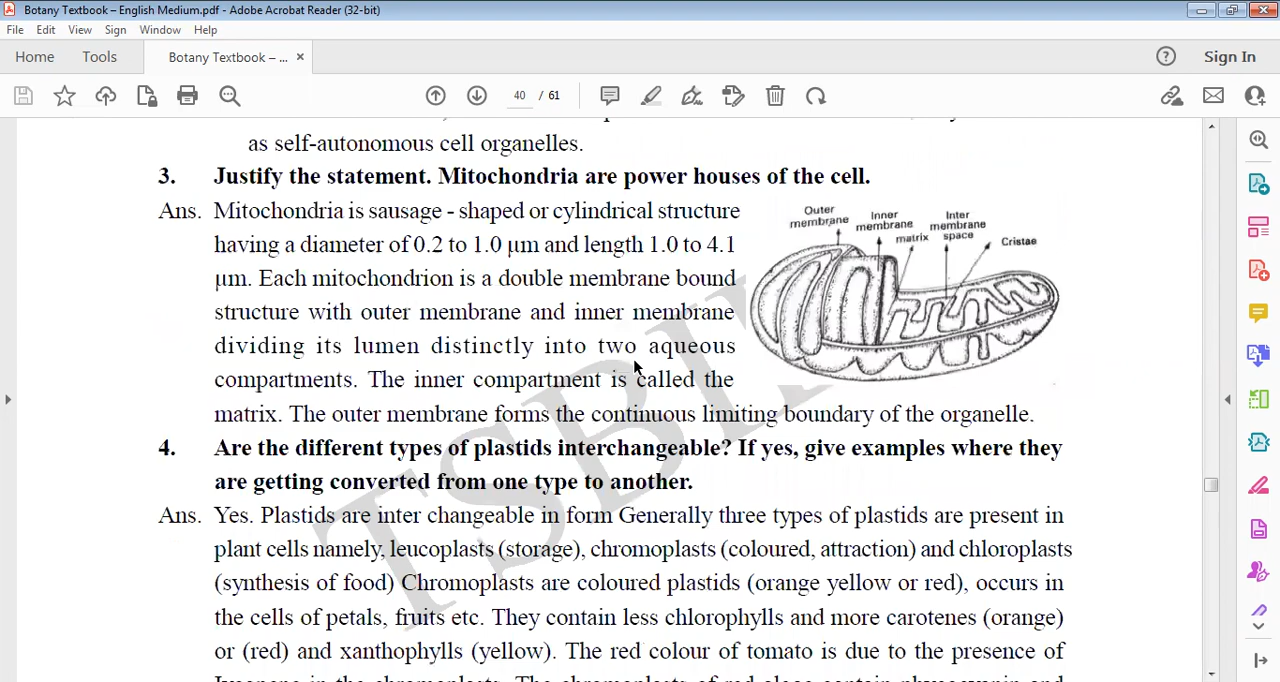 Botany Textbook – English Medium.pdf - Adobe Acrobat Reader (32-bit)
File Edit View Sign Window Help
Home Tools Botany Textbook – ... × Sign In
40 / 61
as self-autonomous cell organelles.
3. Justify the statement. Mitochondria are power houses of the cell.
Ans. Mitochondria is sausage - shaped or cylindrical structure
having a diameter of 0.2 to 1.0 μm and length 1.0 to 4.1
μm. Each mitochondrion is a double membrane bound
structure with outer membrane and inner membrane
dividing its lumen distinctly into two aqueous
compartments. The inner compartment is called the
matrix. The outer membrane forms the continuous limiting boundary of the organelle.
Outer
membrane
Inner
membrane
matrix
Inter
membrane
space
Cristae
4. Are the different types of plastids interchangeable? If yes, give examples where they
are getting converted from one type to another.
Ans. Yes. Plastids are inter changeable in form Generally three types of plastids are present in
plant cells namely, leucoplasts (storage), chromoplasts (coloured, attraction) and chloroplasts
(synthesis of food) Chromoplasts are coloured plastids (orange yellow or red), occurs in
the cells of petals, fruits etc. They contain less chlorophylls and more carotenes (orange)
or (red) and xanthophylls (yellow). The red colour of tomato is due to the presence of